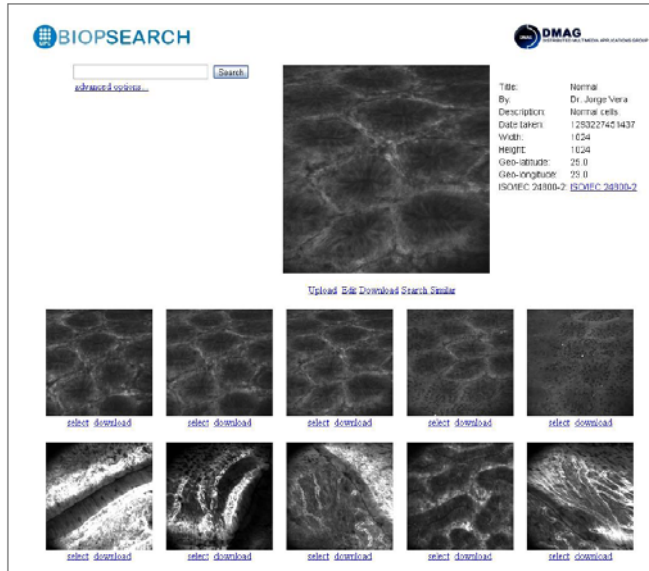 BIOPSEARCH
DMAG
DISTRIBUTED MULTIMEDIA APPLICATIONS GROUP
Search
advanced options...
Title: Normal
By: Dr. Jorge Vera
Description: Normal cells.
Date taken: 1293227451437
Width: 1024
Height: 1024
Geo-latitude: 25.0
Geo-longitude: 23.0
ISO/IEC 24800-2: ISO/IEC 24800-2
Upload Edit Download Search Similar
select download select download select download select download select download
select download select download select download select download select download